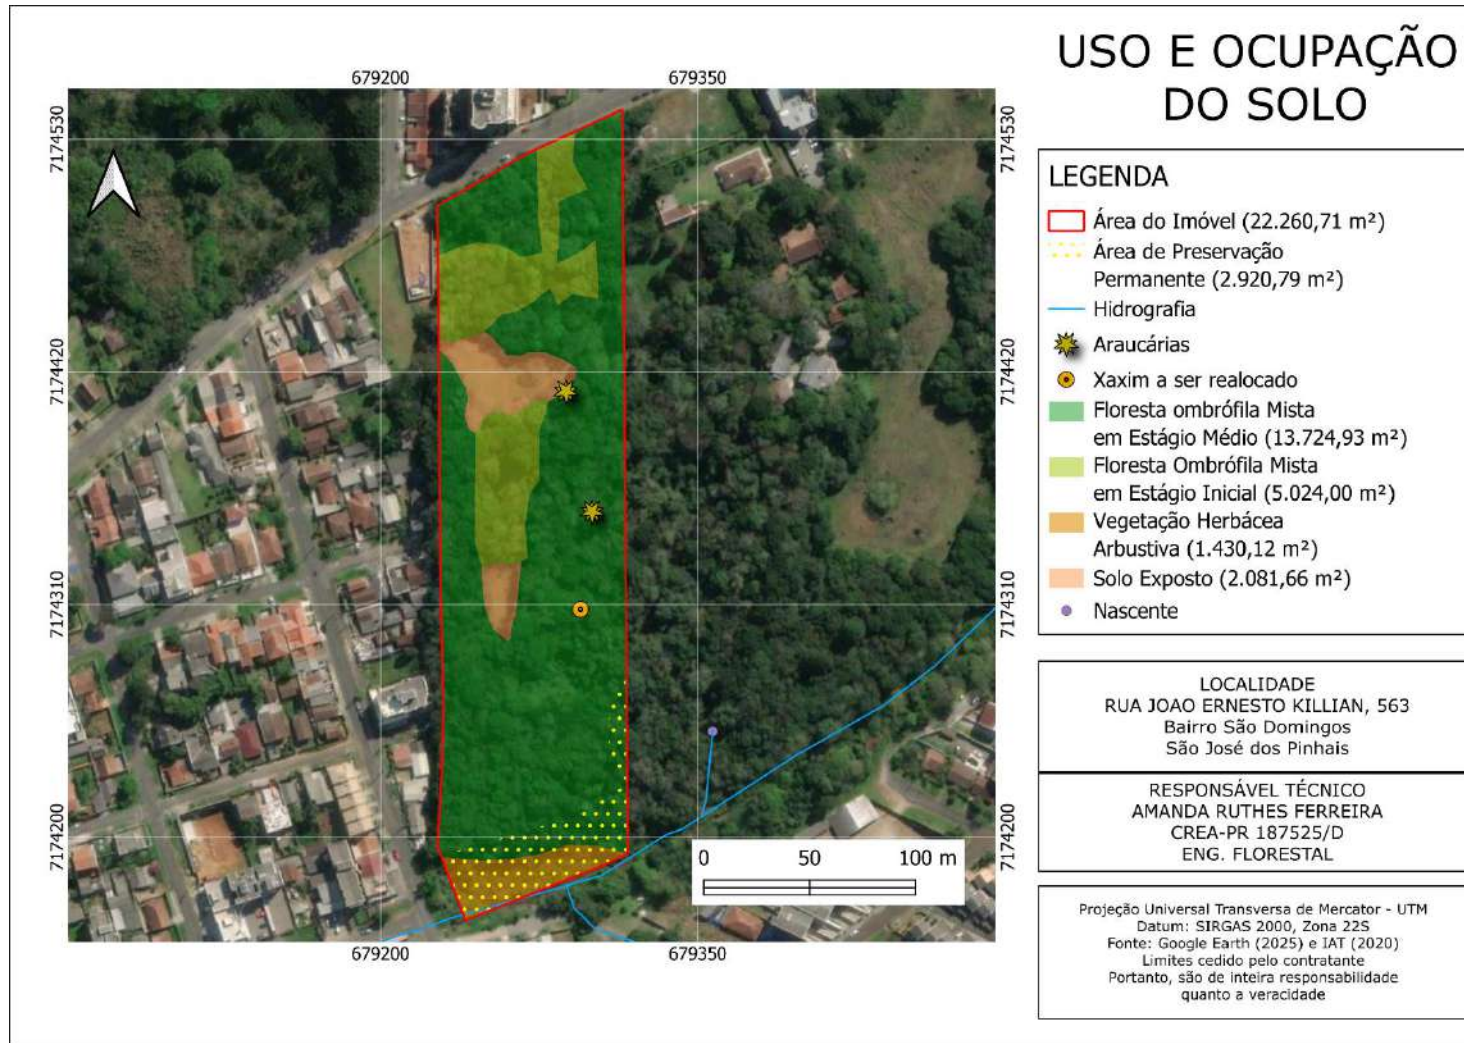 USO E OCUPAÇÃO
DO SOLO
679200
679350
7174530
7174530
7174420
7174420
7174310
7174310
7174200
7174200
679200
679350
0
50
100 m
LEGENDA
Área do Imóvel (22.260,71 m²)
Área de Preservação
Permanente (2.920,79 m²)
Hidrografia
Araucárias
Xaxim a ser realocado
Floresta ombrófila Mista
em Estágio Médio (13.724,93 m²)
Floresta Ombrófila Mista
em Estágio Inicial (5.024,00 m²)
Vegetação Herbácea
Arbustiva (1.430,12 m²)
Solo Exposto (2.081,66 m²)
Nascente
LOCALIDADE
RUA JOAO ERNESTO KILLIAN, 563
Bairro São Domingos
São José dos Pinhais
RESPONSÁVEL TÉCNICO
AMANDA RUTHES FERREIRA
CREA-PR 187525/D
ENG. FLORESTAL
Projeção Universal Transversa de Mercator - UTM
Datum: SIRGAS 2000, Zona 22S
Fonte: Google Earth (2025) e IAT (2020)
Limites cedido pelo contratante
Portanto, são de inteira responsabilidade
quanto a veracidade